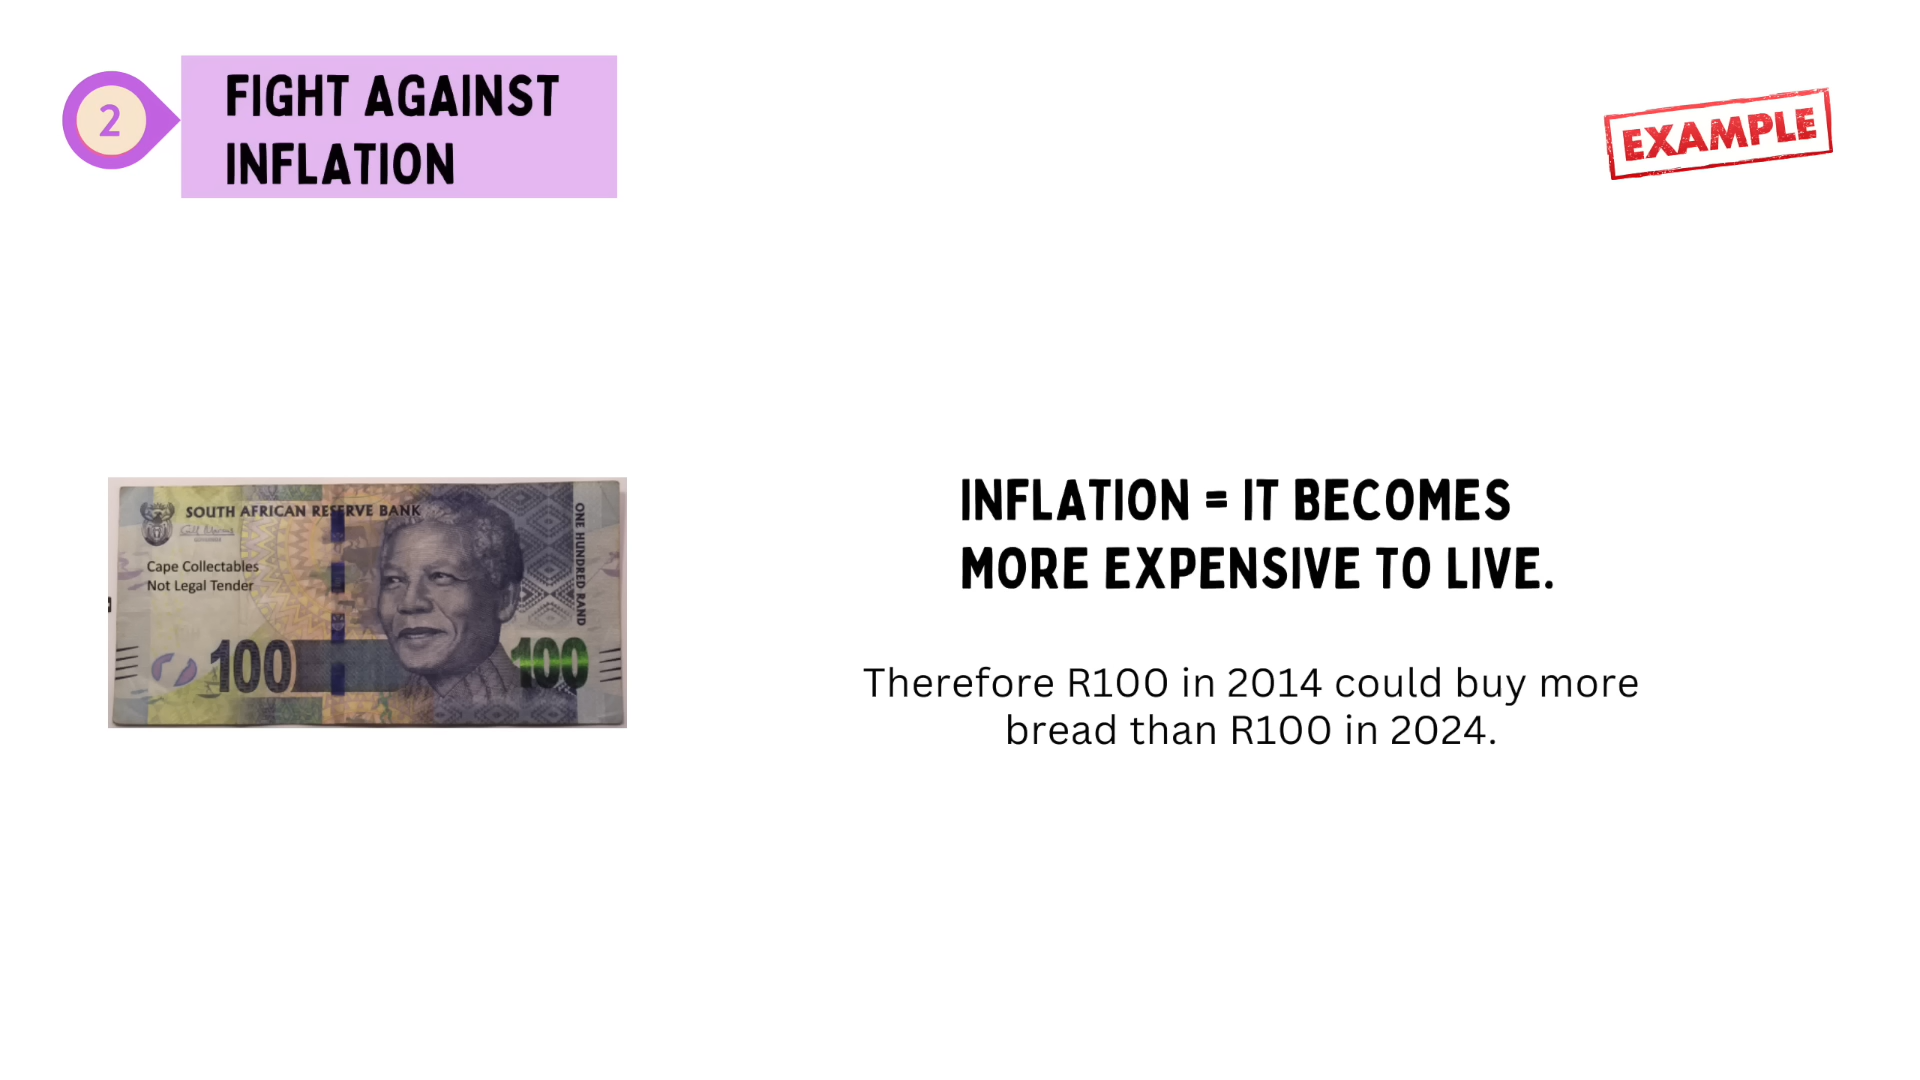 2
FIGHT AGAINST
INFLATION
EXAMPLE
SOUTH AFRICAN RESERVE BANK
Cape Collectables
Not Legal Tender
ONE HUNDRED RAND
100
100
INFLATION = IT BECOMES
MORE EXPENSIVE TO LIVE.
Therefore R100 in 2014 could buy more
bread than R100 in 2024.